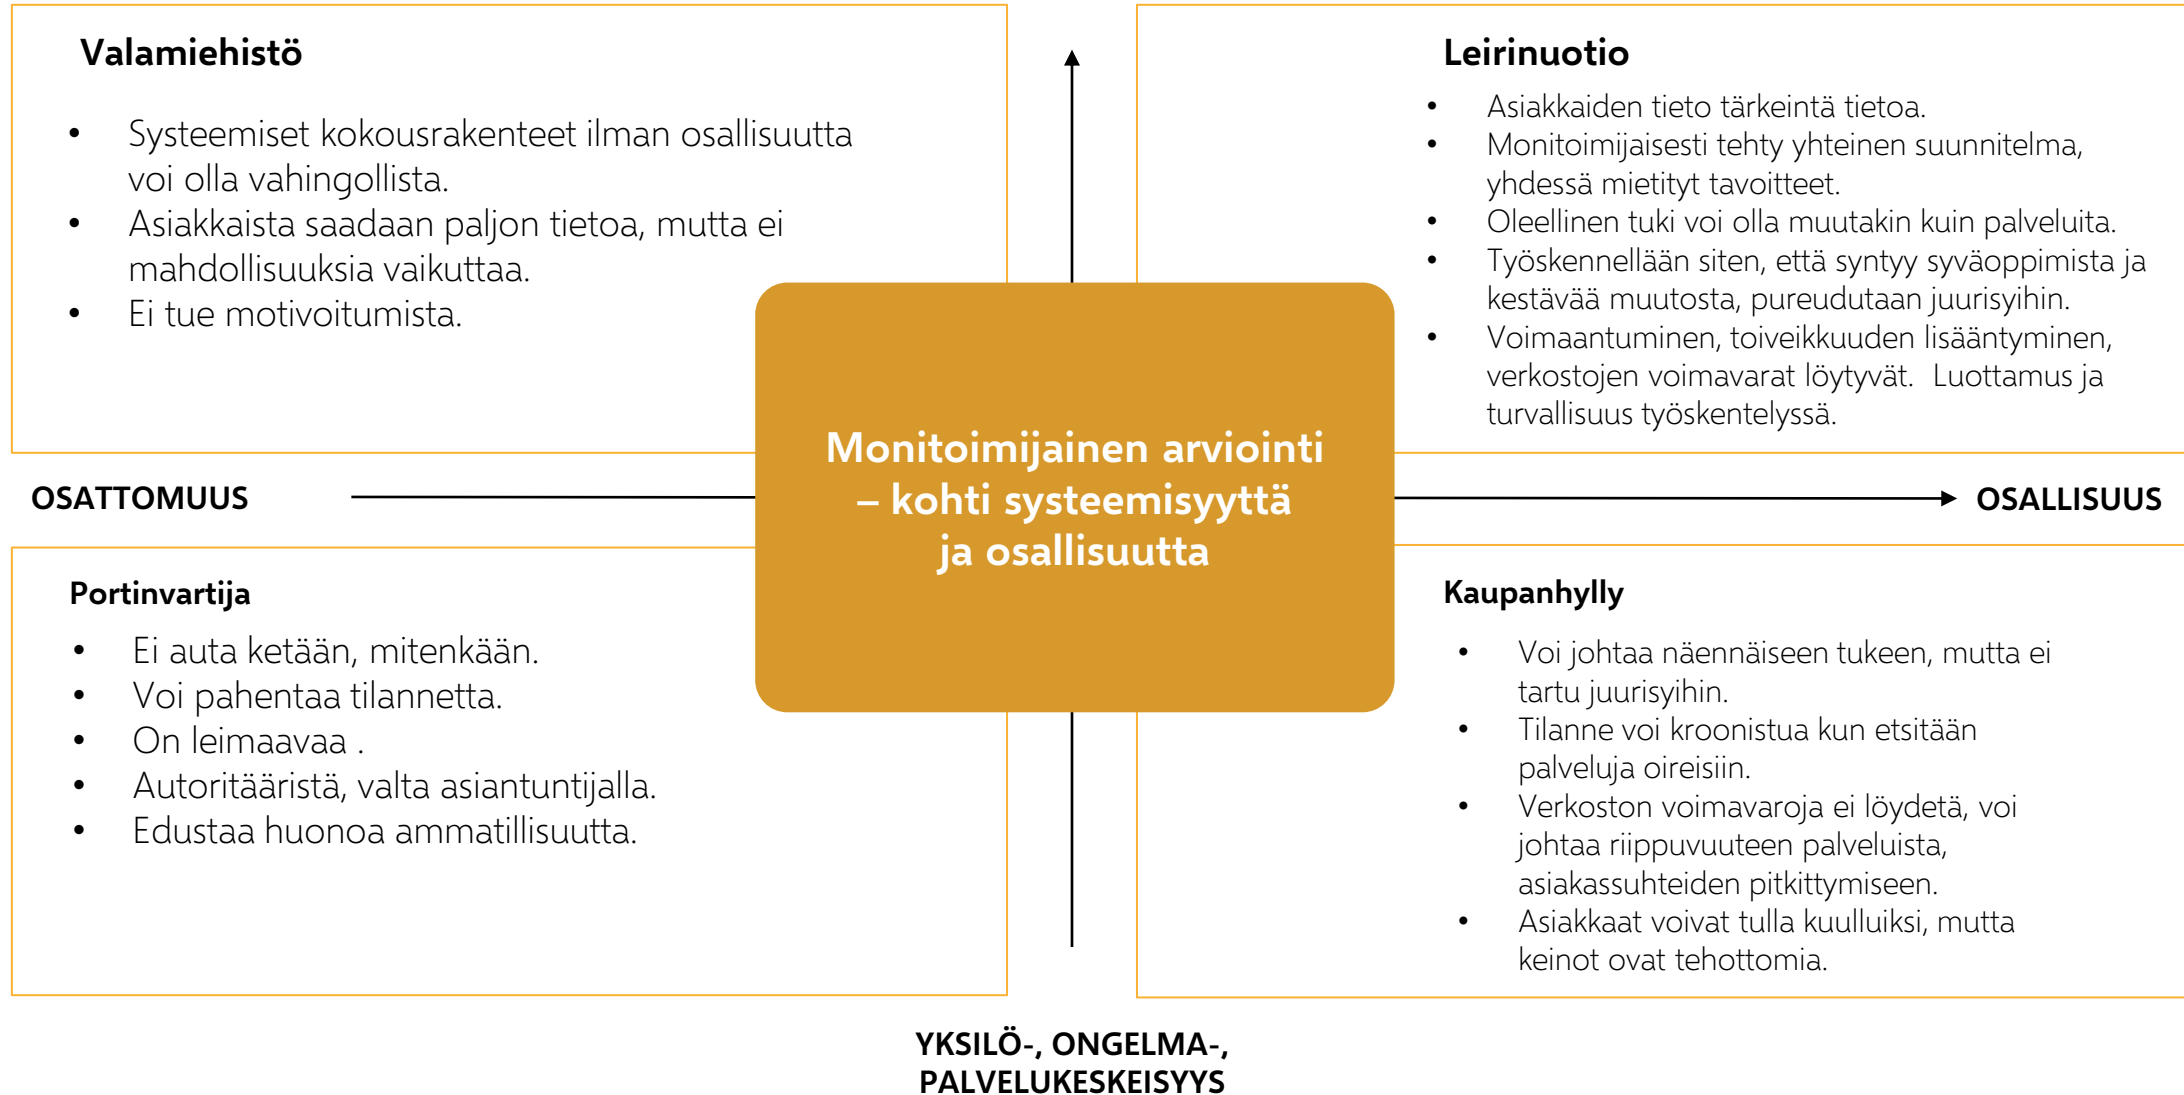 Valamiehistö
• Systeemiset kokousrakenteet ilman osallisuutta
voi olla vahingollista.
• Asiakkaista saadaan paljon tietoa, mutta ei
mahdollisuuksia vaikuttaa.
• Ei tue motivoitumista.
Leirinuotio
• Asiakkaiden tieto tärkeintä tietoa.
• Monitoimijaisesti tehty yhteinen suunnitelma,
yhdessä mietityt tavoitteet.
• Oleellinen tuki voi olla muutakin kuin palveluita.
• Työskennellään siten, että syntyy syväoppimista ja
kestävää muutosta, pureudutaan juurisyihin.
• Voimaantuminen, toiveikkuuden lisääntyminen,
verkostojen voimavarat löytyvät. Luottamus ja
turvallisuus työskentelyssä.
Monitoimijainen arviointi
– kohti systeemisyyttä
ja osallisuutta
OSATTOMUUS
OSALLISUUS
Portinvartija
• Ei auta ketään, mitenkään.
• Voi pahentaa tilannetta.
• On leimaavaa .
• Autoritääristä, valta asiantuntijalla.
• Edustaa huonoa ammatillisuutta.
Kaupanhylly
• Voi johtaa näennäiseen tukeen, mutta ei
tartu juurisyihin.
• Tilanne voi kroonistua kun etsitään
palveluja oireisiin.
• Verkoston voimavaroja ei löydetä, voi
johtaa riippuvuuteen palveluista,
asiakassuhteiden pitkittymiseen.
• Asiakkaat voivat tulla kuulluiksi, mutta
keinot ovat tehottomia.
YKSILÖ-, ONGELMA-,
PALVELUKESKEISYYS